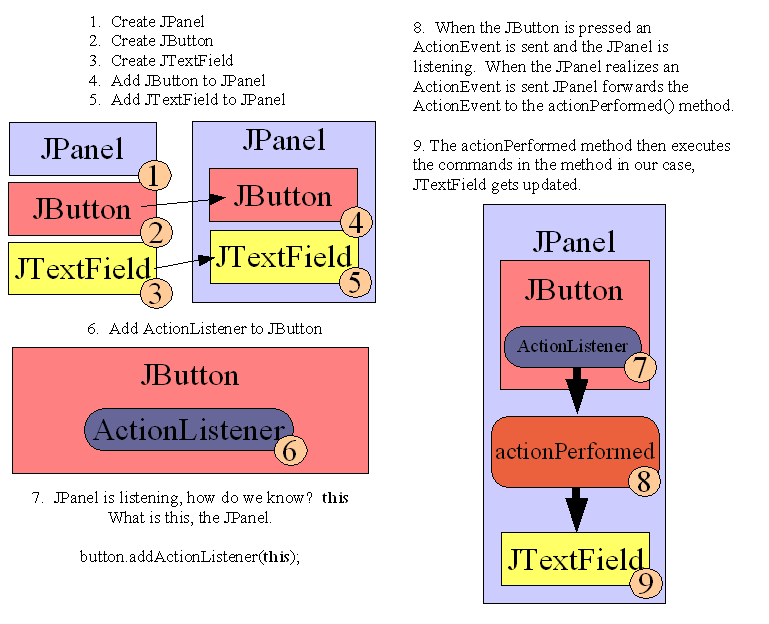 1. Create JPanel
2. Create JButton
3. Create JTextField
4. Add JButton to JPanel
5. Add JTextField to JPanel
JPanel
1
JButton
2
JTextField
3
JPanel
JButton
4
JTextField
5
6. Add ActionListener to JButton
JButton
ActionListener
6
7. JPanel is listening, how do we know? this
What is this, the JPanel.
button.addActionListener(this);
8. When the JButton is pressed an
ActionEvent is sent and the JPanel is
listening. When the JPanel realizes an
ActionEvent is sent JPanel forwards the
ActionEvent to the actionPerformed() method.
9. The actionPerformed method then executes
the commands in the method in our case,
JTextField gets updated.
JPanel
JButton
ActionListener
7
actionPerformed
8
JTextField
9